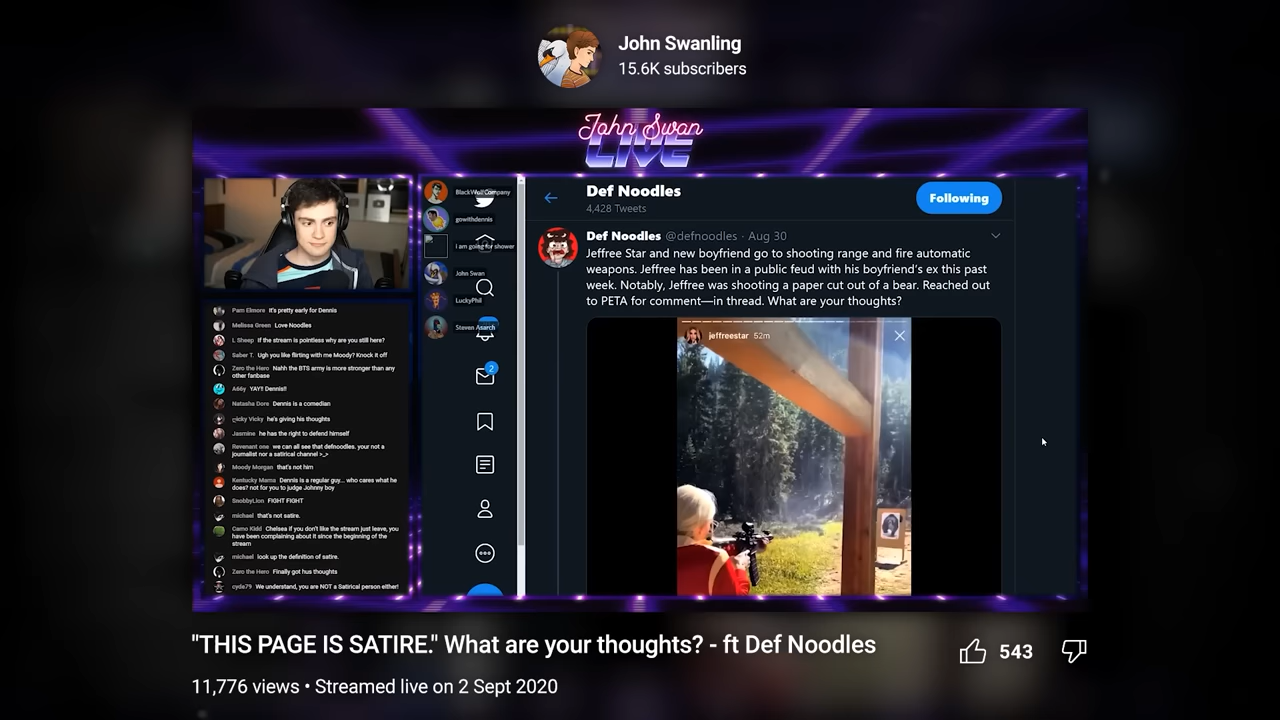 John Swanling
15.6K subscribers
John Swan
LIVE
BlackWolfCompany
gowithdennis
I am going for shower
John Swan
LuckyPhil
Steven Asarch
2
Def Noodles
4,428 Tweets
Following
Def Noodles @defnoodles · Aug 30
Jeffree Star and new boyfriend go to shooting range and fire automatic
weapons. Jeffree has been in a public feud with his boyfriend's ex this past
week. Notably, Jeffree was shooting a paper cut out of a bear. Reached out
to PETA for comment—in thread. What are your thoughts?
jeffreestar 52m
Pam Elmore It's pretty early for Dennis
Melissa Green Love Noodles
L Sheep If the stream is pointless why are you still here?
Saber T. Ugh you like flirting with me Moody? Knock it off
Zero the Hero Nahh the BTS army is more stronger than any
other fanbase
A66y YAY!! Dennis!!
Natasha Dore Dennis is a comedian
Vicky he's giving his thoughts
Jasmine he has the right to defend himself
Revenant one we can all see that defnoodles. your not a
journalist nor a satirical channel >_>
Moody Morgan that's not him
Kentucky Mama Dennis is a regular guy... who cares what he
does? not for you to judge Johnny boy
SnobbyLion FIGHT FIGHT
michael that's not satire.
Camo Kidd Chelsea if you don't like the stream just leave, you
have been complaining about it since the beginning of the
stream
michael look up the definition of satire.
Zero the Hero Finally got hus thoughts
cyde79 We understand, you are NOT a Satirical person either!
"THIS PAGE IS SATIRE." What are your thoughts? - ft Def Noodles
543
11,776 views • Streamed live on 2 Sept 2020